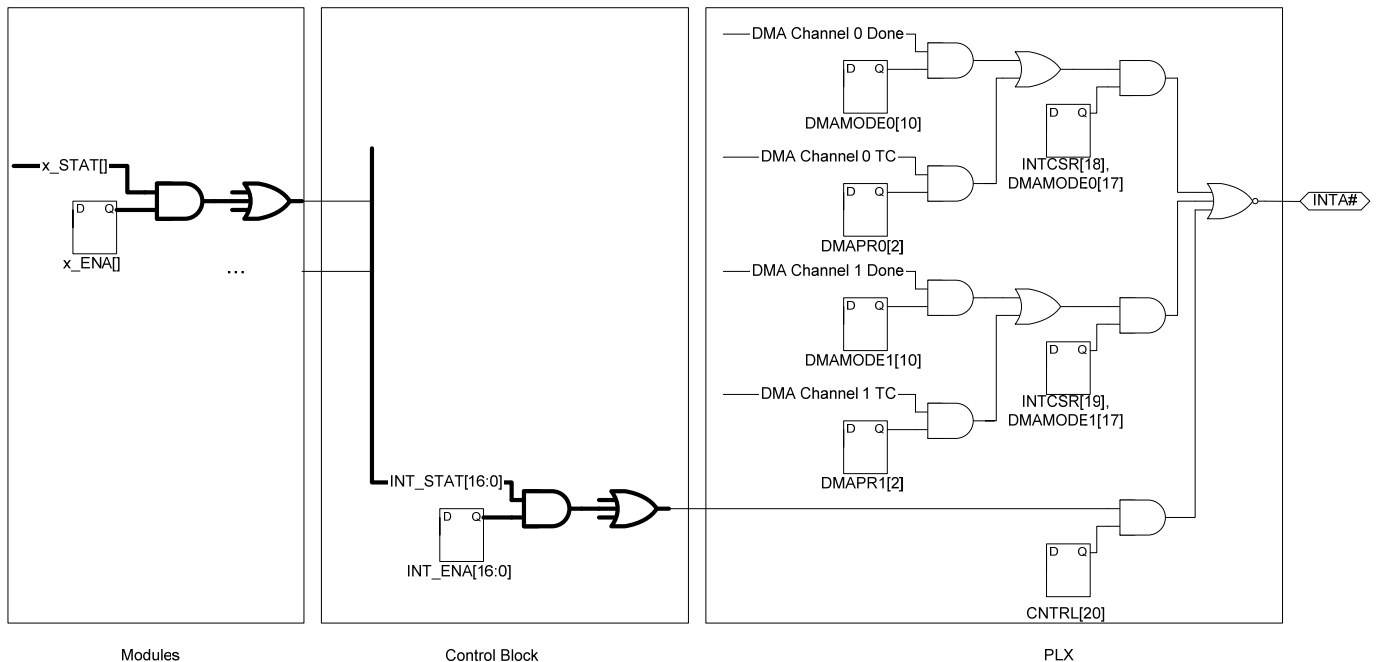 DMA Channel 0 Done
D Q
DMAMODE0[10]
D Q
INTCSR[18],
DMAMODE0[17]
DMA Channel 0 TC
D Q
DMAPR0[2]
x_STAT[]
D Q
x_ENA[]
...
INTA#
DMA Channel 1 Done
D Q
DMAMODE1[10]
D Q
INTCSR[19],
DMAMODE1[17]
DMA Channel 1 TC
D Q
DMAPR1[2]
INT_STAT[16:0]
D Q
INT_ENA[16:0]
D Q
CNTRL[20]
Modules
Control Block
PLX